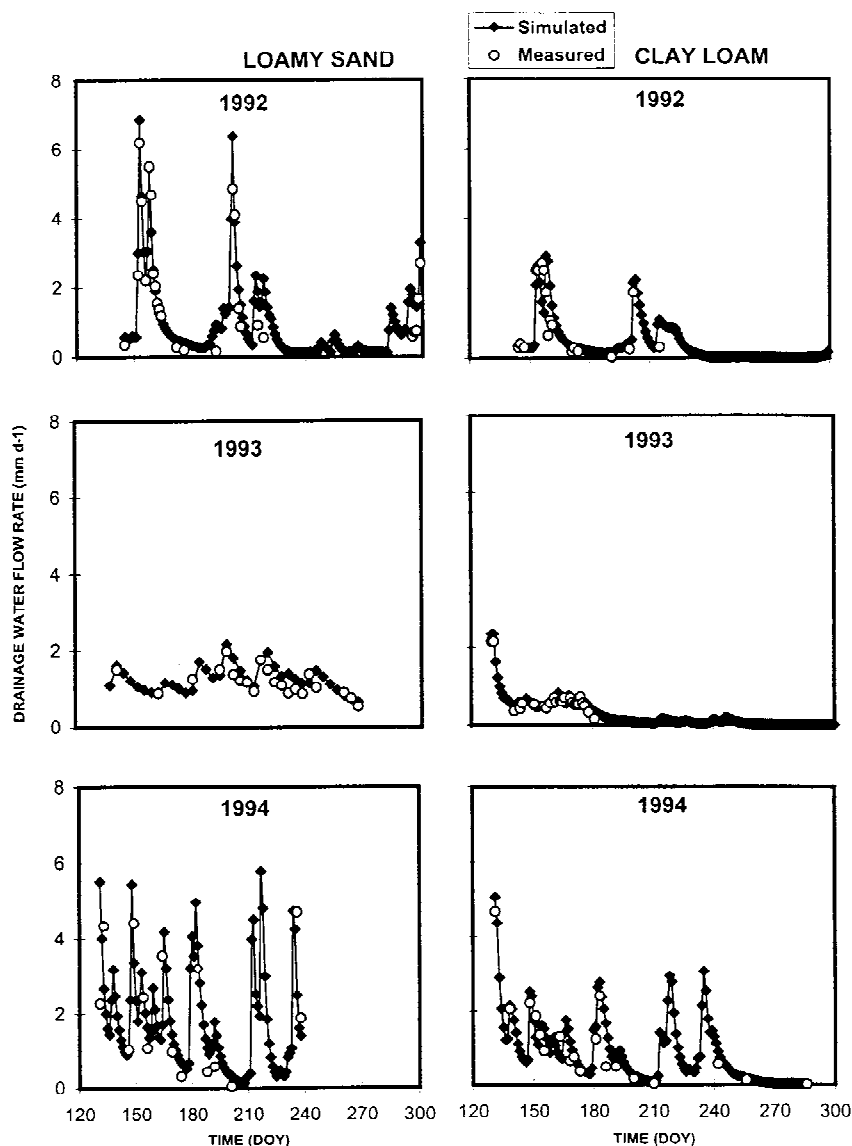 Simulated
Measured
LOAMY SAND
CLAY LOAM
8
6
4
2
0
1992
1992
8
6
4
2
0
1993
1993
DRAINAGE WATER FLOW RATE (mm d-1)
8
6
4
2
0
1994
1994
120 150 180 210 240 270 300
120 150 180 210 240 270 300
TIME (DOY)
TIME (DOY)